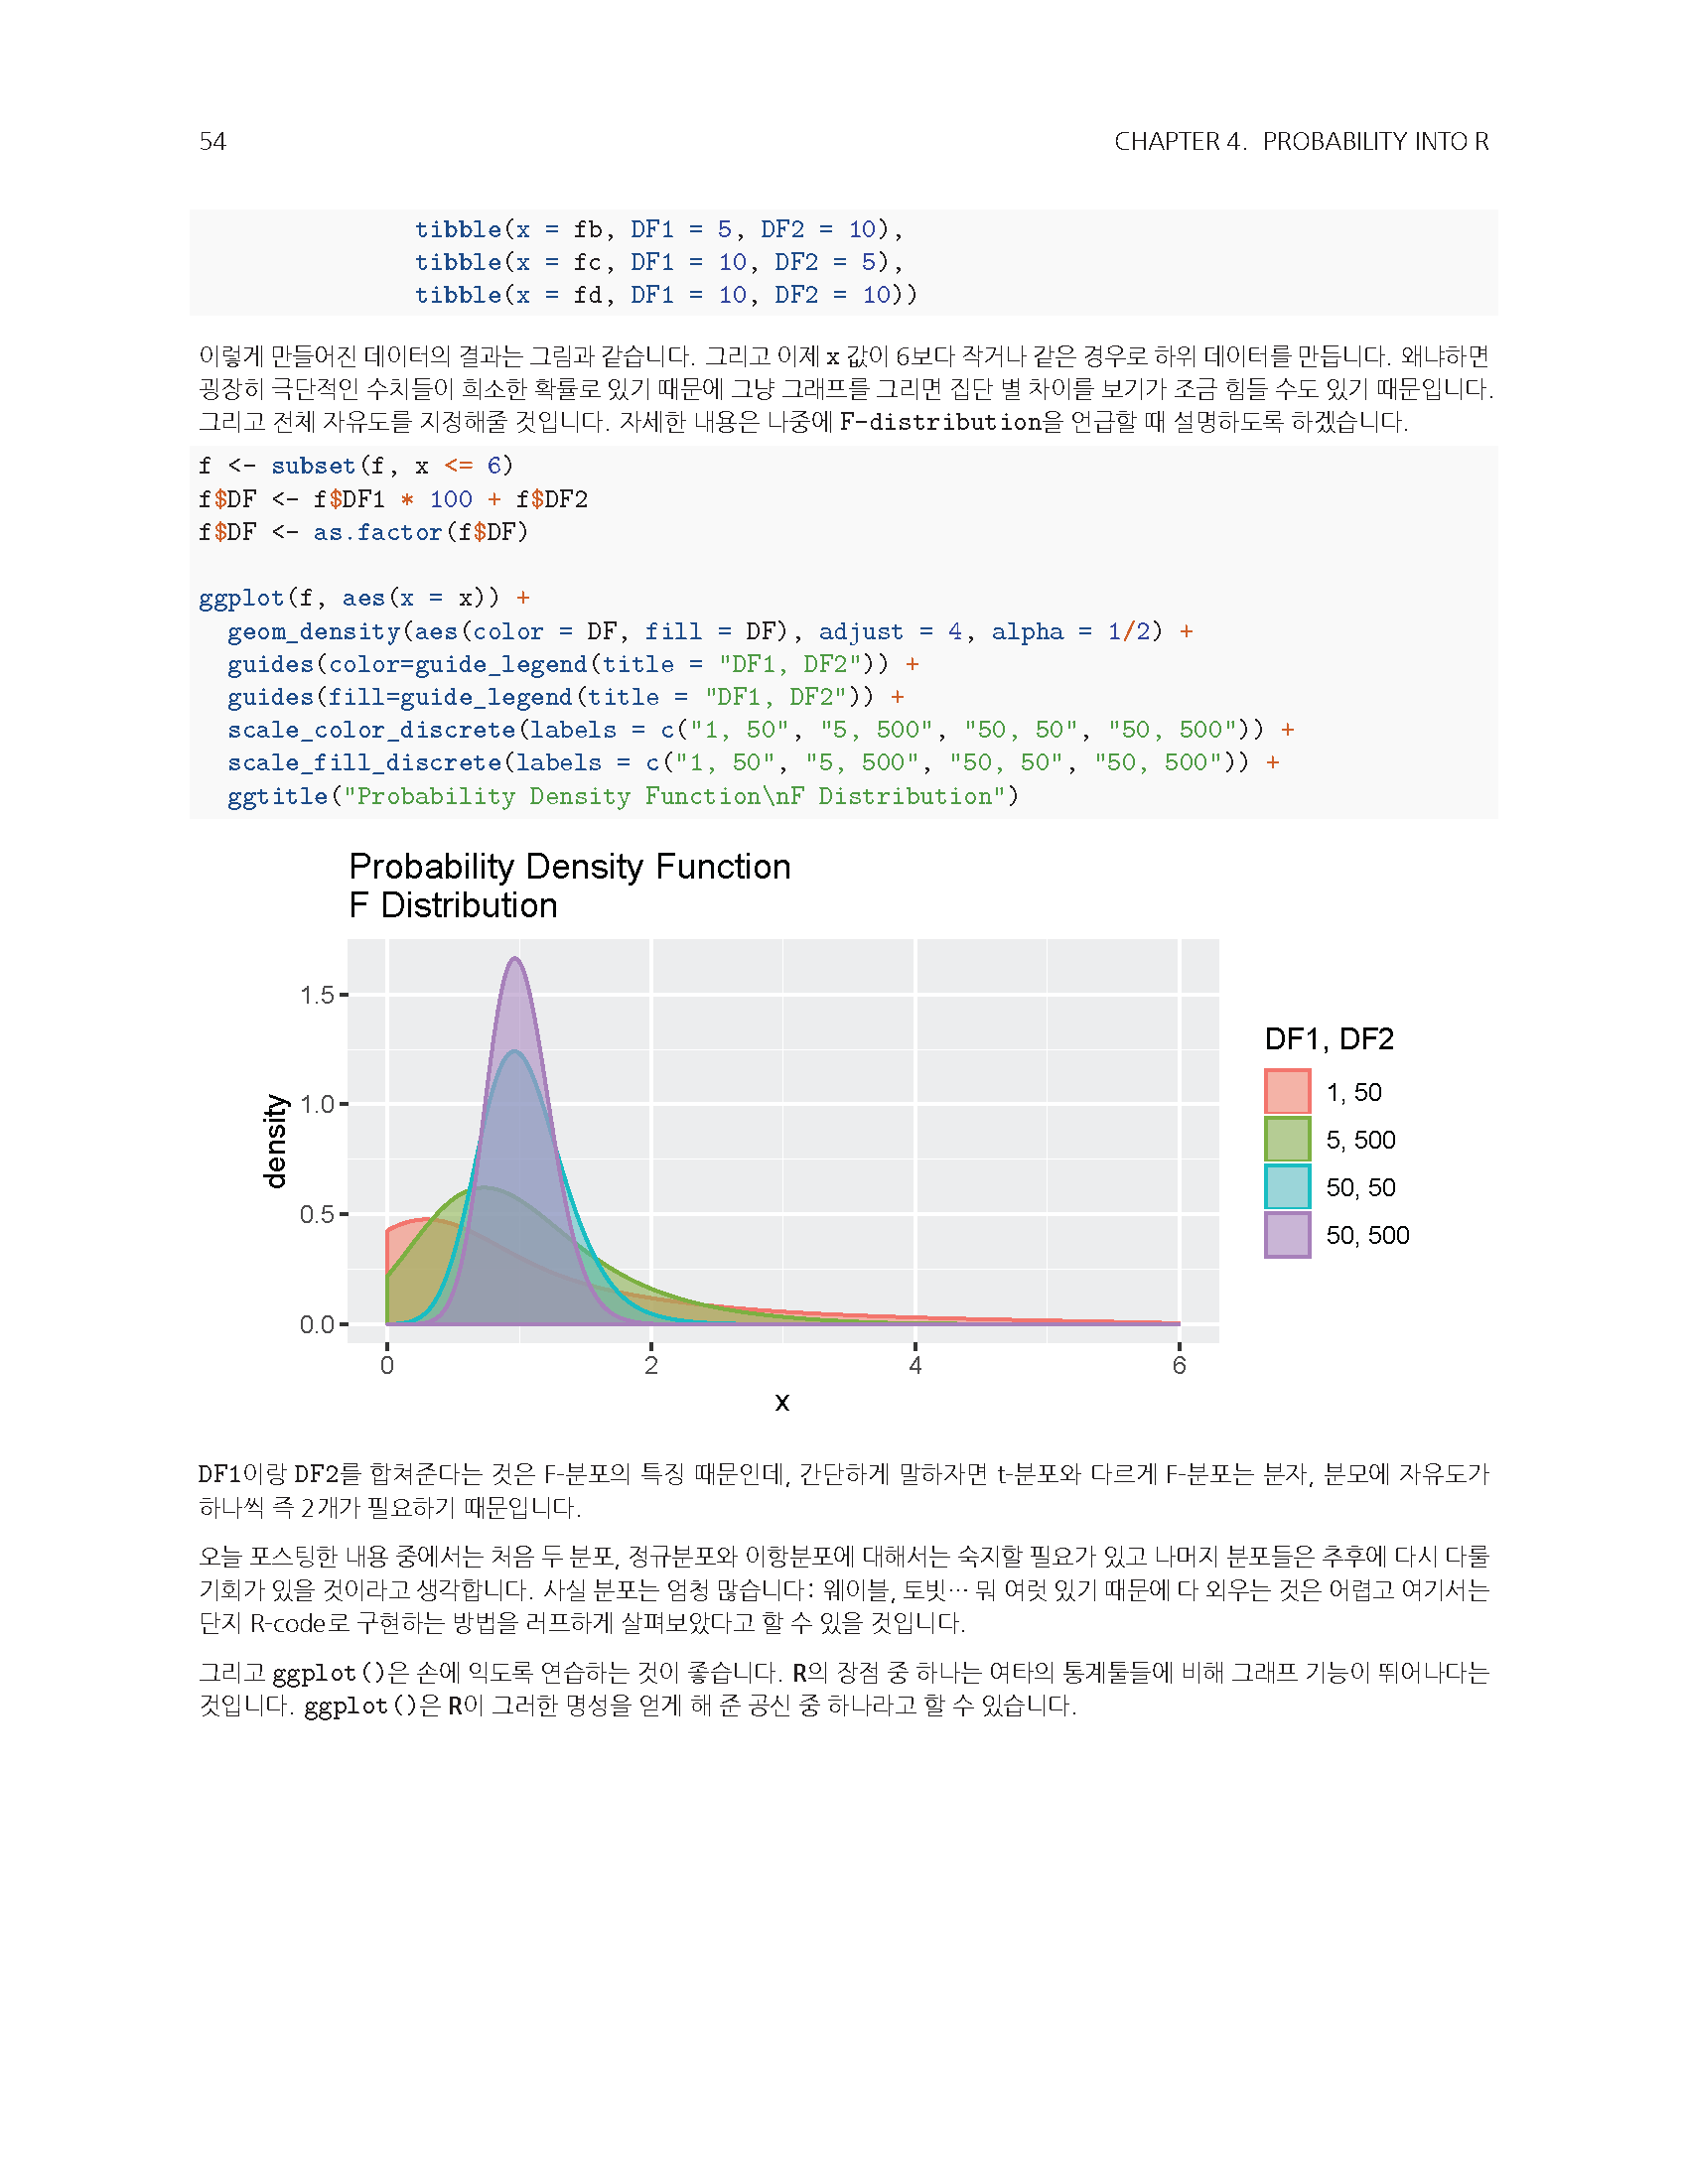 54
CHAPTER 4. PROBABILITY INTO R
tibble(x = fb, DF1 = 5, DF2 = 10),
tibble(x = fc, DF1 = 10, DF2 = 5),
tibble(x = fd, DF1 = 10, DF2 = 10))
이렇게 만들어진 데이터의 결과는 그림과 같습니다. 그리고 이제 x 값이 6보다 작거나 같은 경우로 하위 데이터를 만듭니다. 왜냐하면
굉장히 극단적인 수치들이 희소한 확률로 있기 때문에 그냥 그래프를 그리면 집단 별 차이를 보기가 조금 힘들 수도 있기 때문입니다.
그리고 전체 자유도를 지정해줄 것입니다. 자세한 내용은 나중에 F-distribution을 언급할 때 설명하도록 하겠습니다.
f <- subset(f, x <= 6)
f$DF <- f$DF1 * 100 + f$DF2
f$DF <- as.factor(f$DF)
ggplot(f, aes(x = x)) +
geom_density(aes(color = DF, fill = DF), adjust = 4, alpha = 1/2) +
guides(color=guide_legend(title = "DF1, DF2")) +
guides(fill=guide_legend(title = "DF1, DF2")) +
scale_color_discrete(labels = c("1, 50", "5, 500", "50, 50", "50, 500")) +
scale_fill_discrete(labels = c("1, 50", "5, 500", "50, 50", "50, 500")) +
ggtitle("Probability Density Function\nF Distribution")
Probability Density Function
F Distribution
1.5
1.0
0.5
0.0
density
0 2 4 6
x
DF1, DF2
1, 50
5, 500
50, 50
50, 500
DF1이랑 DF2를 합쳐준다는 것은 F-분포의 특징 때문인데, 간단하게 말하자면 t-분포와 다르게 F-분포는 분자, 분모에 자유도가
하나씩 즉 2개가 필요하기 때문입니다.
오늘 포스팅한 내용 중에서는 처음 두 분포, 정규분포와 이항분포에 대해서는 숙지할 필요가 있고 나머지 분포들은 추후에 다시 다룰
기회가 있을 것이라고 생각합니다. 사실 분포는 엄청 많습니다: 웨이블, 토빗… 뭐 여럿 있기 때문에 다 외우는 것은 어렵고 여기서는
단지 R-code로 구현하는 방법을 러프하게 살펴보았다고 할 수 있을 것입니다.
그리고 ggplot()은 손에 익도록 연습하는 것이 좋습니다. R의 장점 중 하나는 여타의 통계툴들에 비해 그래프 기능이 뛰어나다는
것입니다. ggplot()은 R이 그러한 명성을 얻게 해 준 공신 중 하나라고 할 수 있습니다.